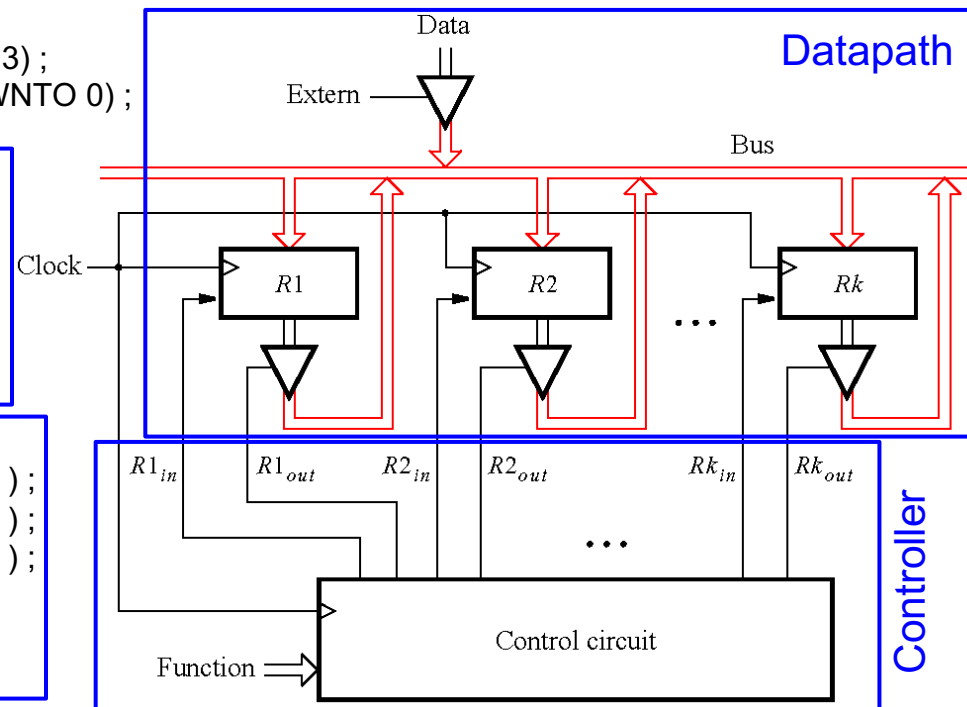 Data
3) ;
Datapath
WNTO 0) ;
Extern
Bus
Clock
R1
R2
Rk
...
R1in
R1out
R2in
R2out
Rkin
Rkout
) ;
) ;
) ;
...
Control circuit
Controller
Function